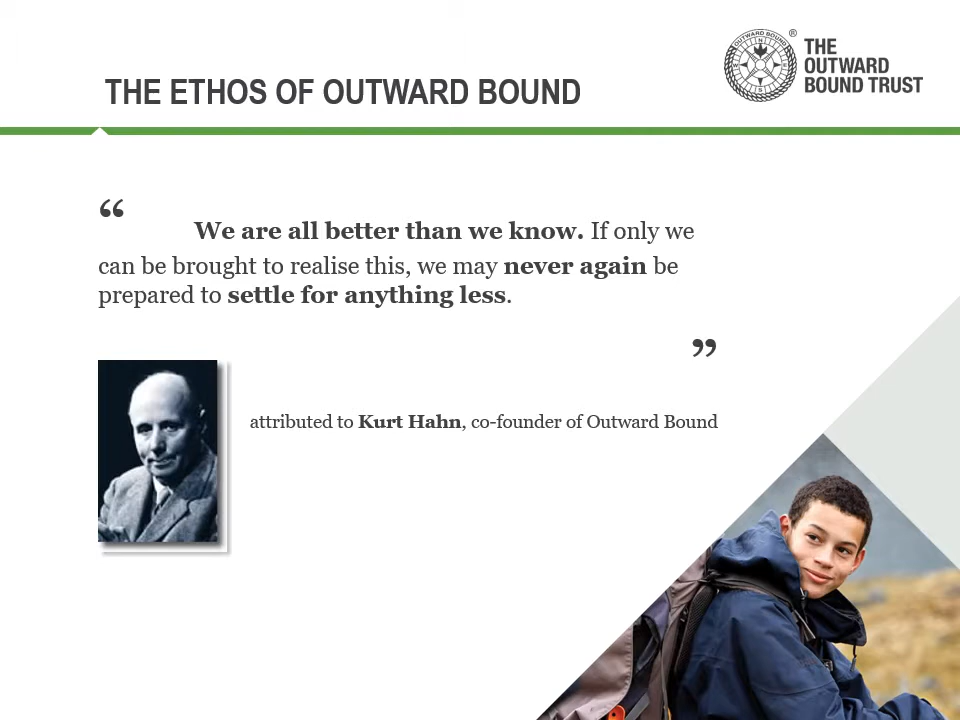 THE ETHOS OF OUTWARD BOUND
OUTWARD BOUND
N
S
®
THE
OUTWARD
BOUND TRUST
“
We are all better than we know. If only we
can be brought to realise this, we may never again be
prepared to settle for anything less.
”
attributed to Kurt Hahn, co-founder of Outward Bound